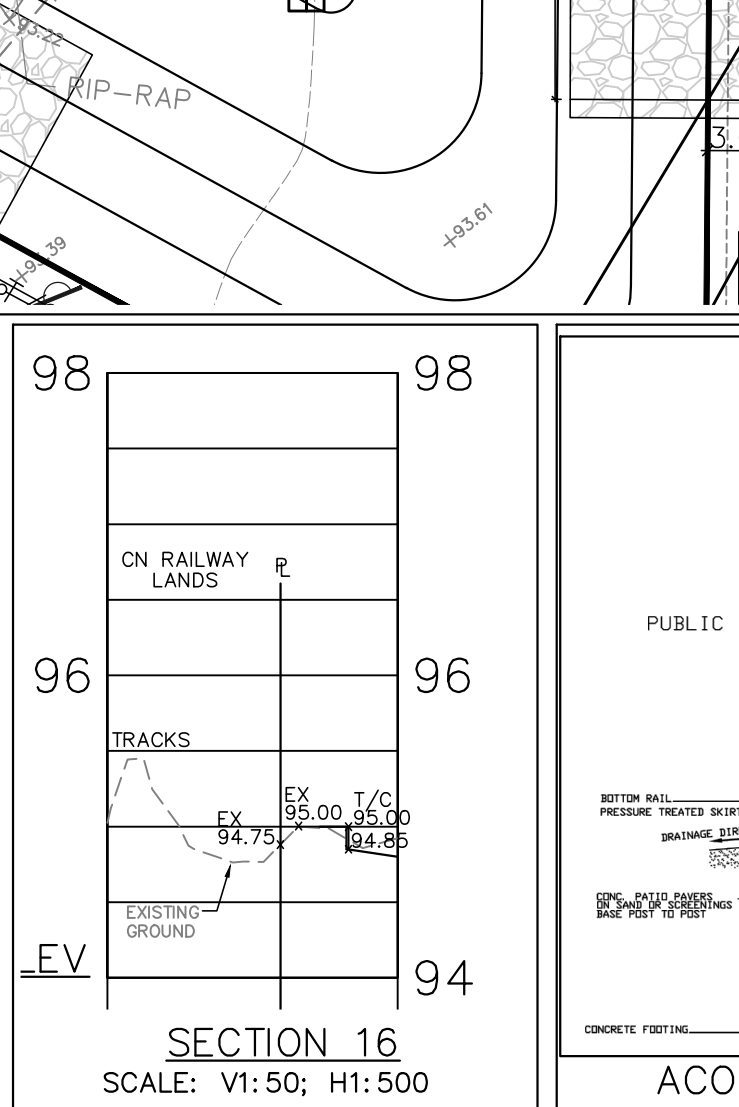 +93.22
RIP-RAP
+93.61
3.
98 98
CN RAILWAY
LANDS
PL
PUBLIC
96 96
TRACKS
EX T/C
95.00 95.00
EX
94.75 94.85
BOTTOM RAIL
PRESSURE TREATED SKIRT
DRAINAGE
EXISTING
GROUND
CONC. PATIO PAVERS
ON SAND OR SCREENINGS
BASE POST TO POST
EV
94
CONCRETE FOOTING
SECTION 16
SCALE: V1:50; H1:500
ACO